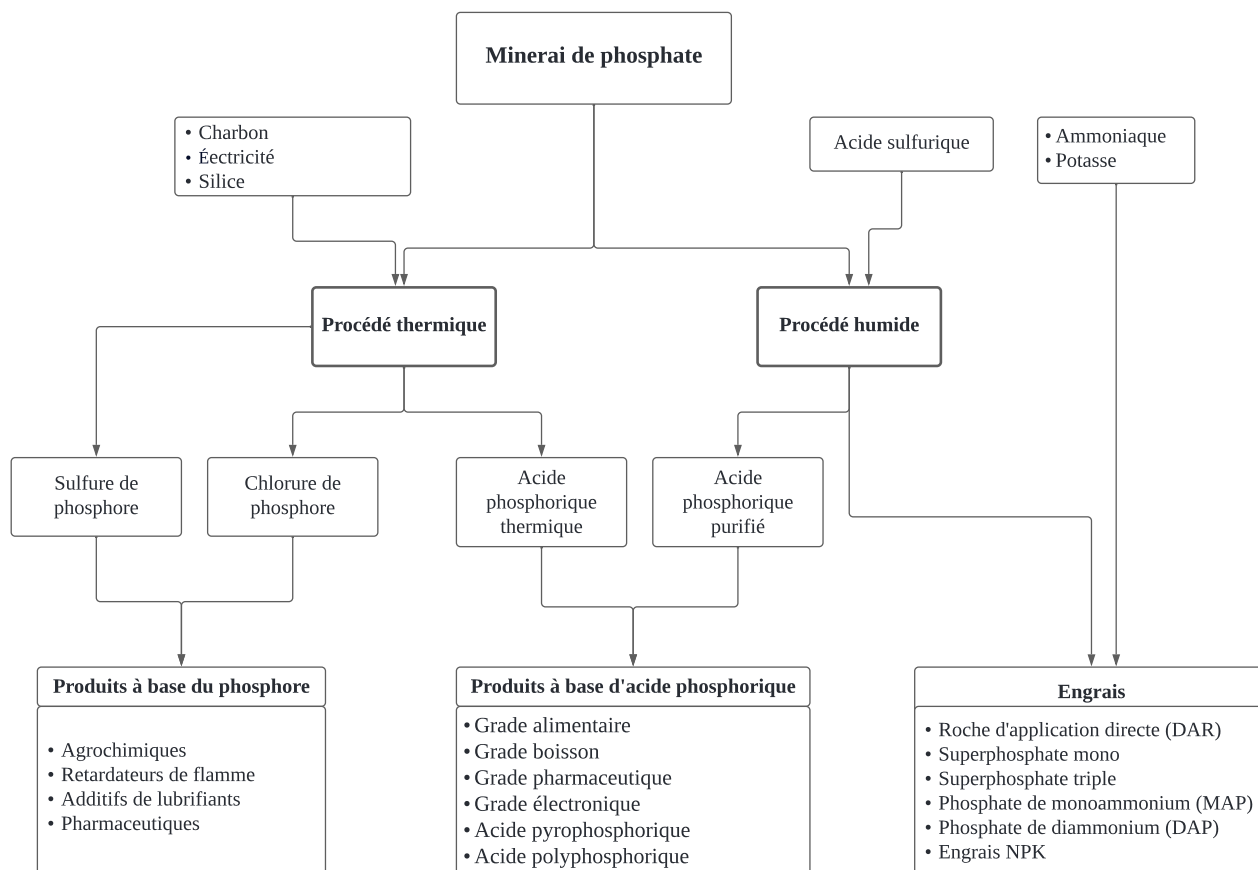 Minerai de phosphate
• Charbon
• Éectricité
• Silice
Acide sulfurique
• Ammoniaque
• Potasse
Procédé thermique
Procédé humide
Sulfure de
phosphore
Chlorure de
phosphore
Acide
phosphorique
thermique
Acide
phosphorique
purifié
Produits à base du phosphore
• Agrochimiques
• Retardateurs de flamme
• Additifs de lubrifiants
• Pharmaceutiques
Produits à base d'acide phosphorique
• Grade alimentaire
• Grade boisson
• Grade pharmaceutique
• Grade électronique
• Acide pyrophosphorique
• Acide polyphosphorique
Engrais
• Roche d'application directe (DAR)
• Superphosphate mono
• Superphosphate triple
• Phosphate de monoammonium (MAP)
• Phosphate de diammonium (DAP)
• Engrais NPK